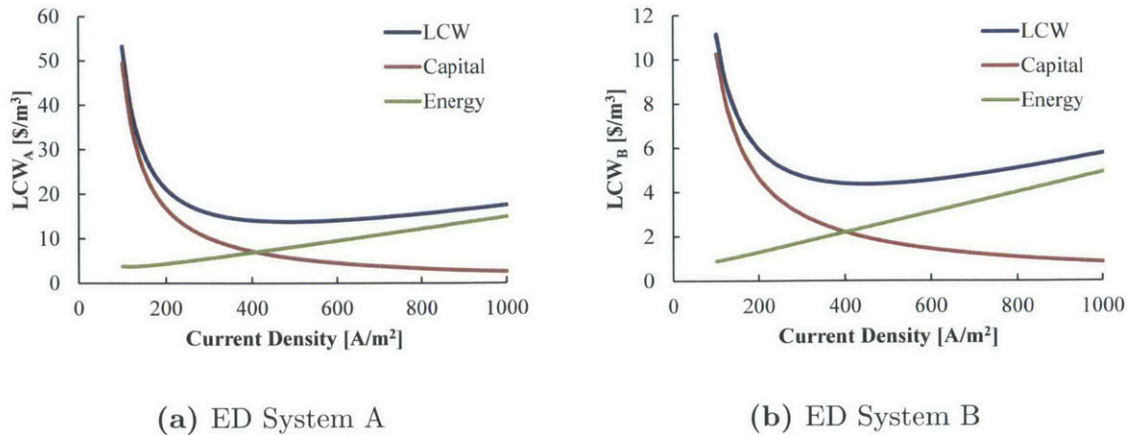 60
50
40
30
20
10
0
LCW_A [$/m³]
LCW
Capital
Energy
0 200 400 600 800 1000
Current Density [A/m²]
(a) ED System A
12
10
8
6
4
2
0
LCW_B [$/m³]
LCW
Capital
Energy
0 200 400 600 800 1000
Current Density [A/m²]
(b) ED System B